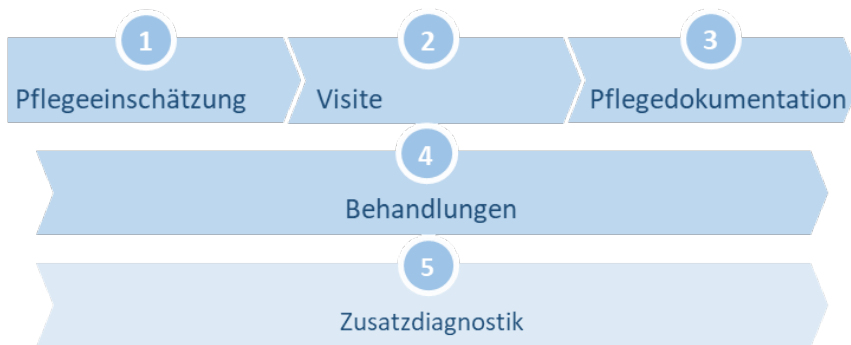 1
Pflegeeinschätzung
2
Visite
3
Pflegedokumentation
4
Behandlungen
5
Zusatzdiagnostik